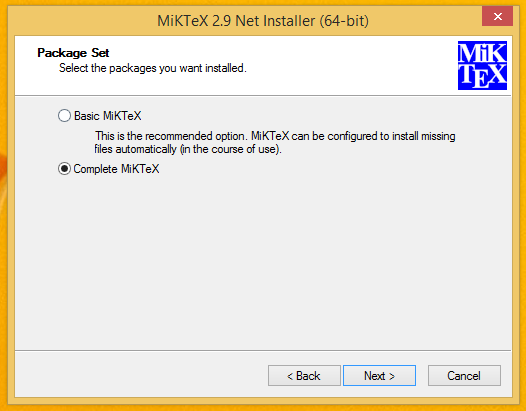 MiKTeX 2.9 Net Installer (64-bit)
Package Set
Select the packages you want installed.
MiK
TEX
Basic MiKTeX
This is the recommended option. MiKTeX can be configured to install missing
files automatically (in the course of use).
Complete MiKTeX
< Back
Next >
Cancel